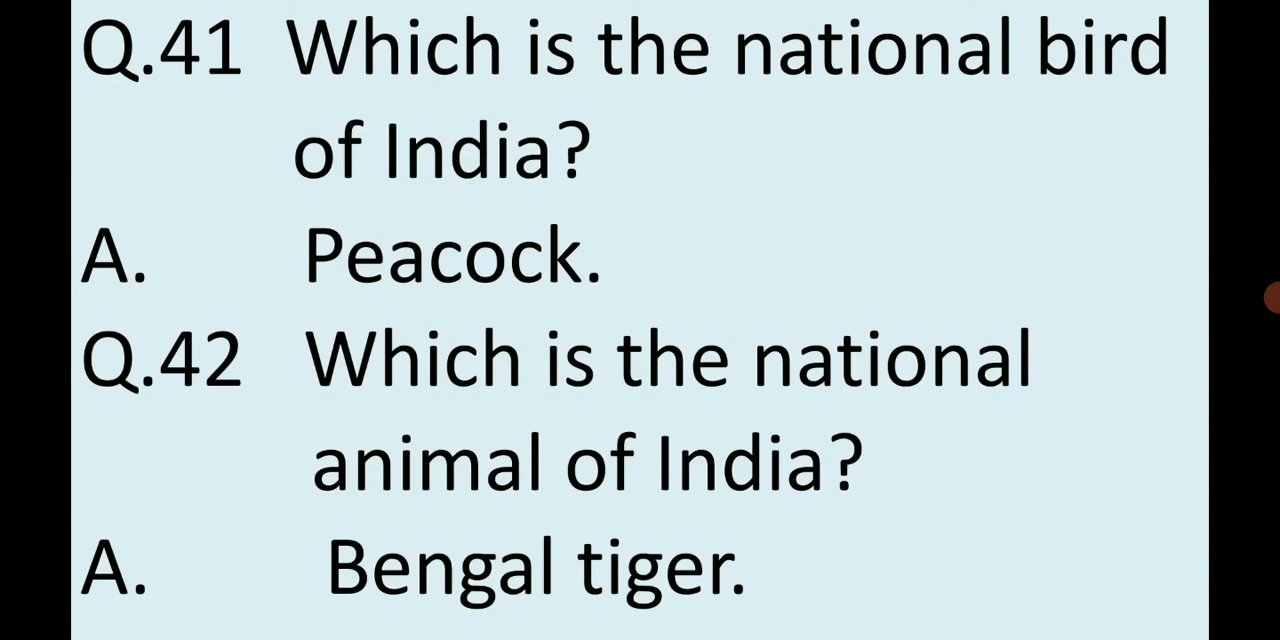 Q.41 Which is the national bird
of India?
A. Peacock.
Q.42 Which is the national
animal of India?
A. Bengal tiger.